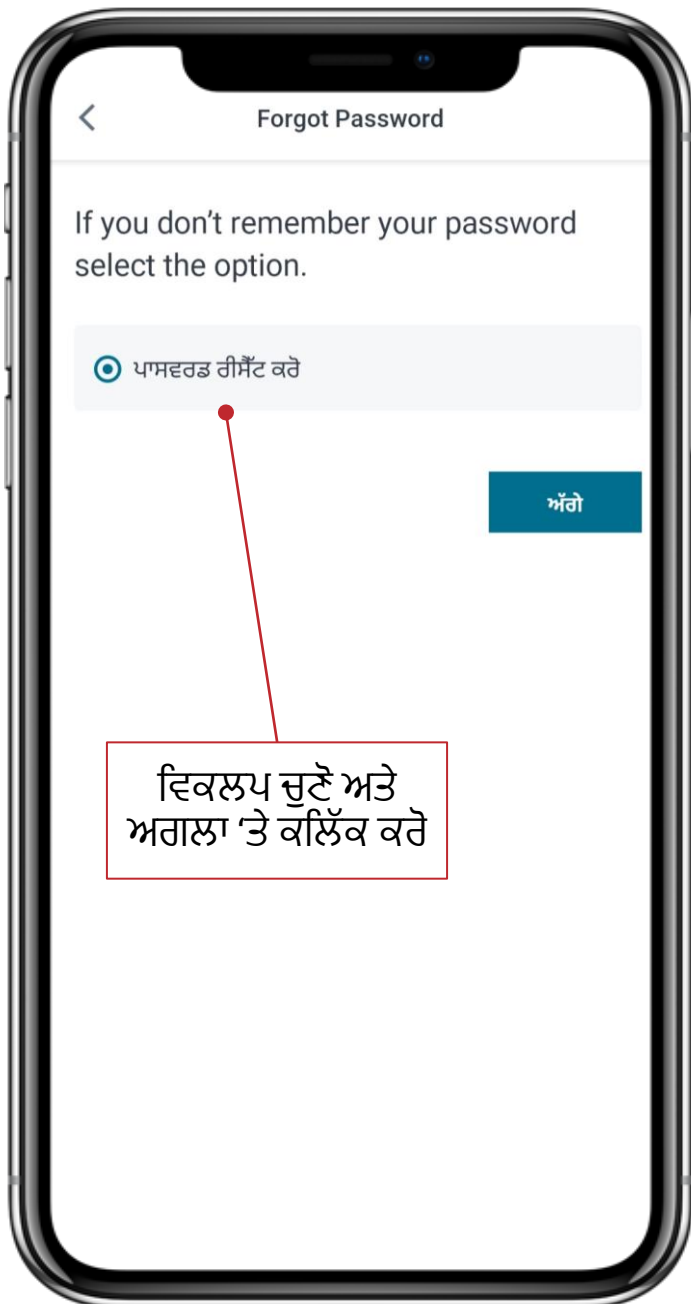 Forgot Password
If you don’t remember your password
select the option.
ਪਾਸਵਰਡ ਰੀਸੈੱਟ ਕਰੋ
ਅੱਗੇ
ਵਿਕਲਪ ਚੁਣੋ ਅਤੇ
ਅਗਲਾ ‘ਤੇ ਕਲਿੱਕ ਕਰੋ